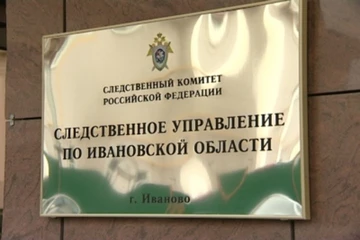 СЛЕДСТВЕННЫЙ КОМИТЕТ
РОССИЙСКОЙ ФЕДЕРАЦИИ
СЛЕДСТВЕННОЕ УПРАВЛЕНИЕ
ПО ИВАНОВСКОЙ ОБЛАСТИ
г. Иваново